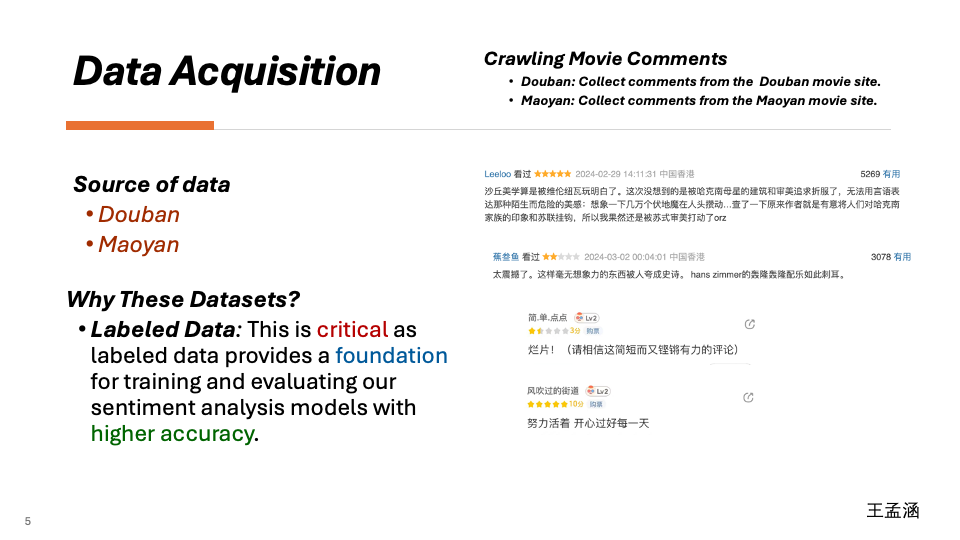 Data Acquisition
Crawling Movie Comments
• Douban: Collect comments from the Douban movie site.
• Maoyan: Collect comments from the Maoyan movie site.
Source of data
• Douban
• Maoyan
Why These Datasets?
• Labeled Data: This is critical as
labeled data provides a foundation
for training and evaluating our
sentiment analysis models with
higher accuracy.
Leeloo 看过 ★★★★★ 2024-02-29 14:11:31 中国香港 5269 有用
沙丘美学算是被维伦纽瓦玩明白了。这次没想到的是被哈克南母星的建筑和审美追求折服了，无法用言语表
达那种陌生而危险的美感：想象一下几万个伏地魔在人头攒动…查了一下原来作者就是有意将人们对哈克南
家族的印象和苏联挂钩，所以我果然还是被苏式审美打动了orz
蕉叁鱼 看过 ★★☆☆☆ 2024-03-02 00:04:01 中国香港 3078 有用
太震撼了。这样毫无想象力的东西被人夸成史诗。 hans zimmer的轰隆轰隆配乐如此刺耳。
简.单.点点 Lv2
3分 购票
烂片！（请相信这简短而又铿锵有力的评论）
风吹过的街道 Lv2
10分 购票
努力活着 开心过好每一天
5
王孟涵